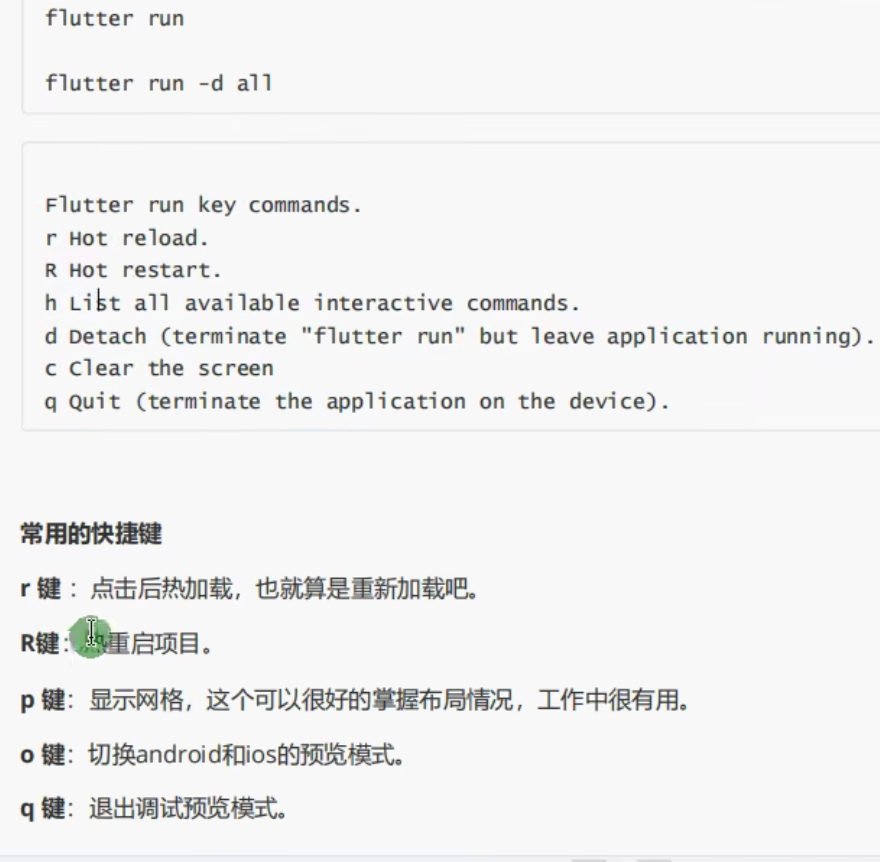 flutter run
flutter run -d all
Flutter run key commands.
r Hot reload.
R Hot restart.
h List all available interactive commands.
d Detach (terminate "flutter run" but leave application running).
c Clear the screen
q Quit (terminate the application on the device).
常用的快捷键
r 键 ：点击后热加载，也就算是重新加载吧。
R键：热重启项目。
p 键：显示网格，这个可以很好的掌握布局情况，工作中很有用。
o 键：切换android和ios的预览模式。
q 键：退出调试预览模式。